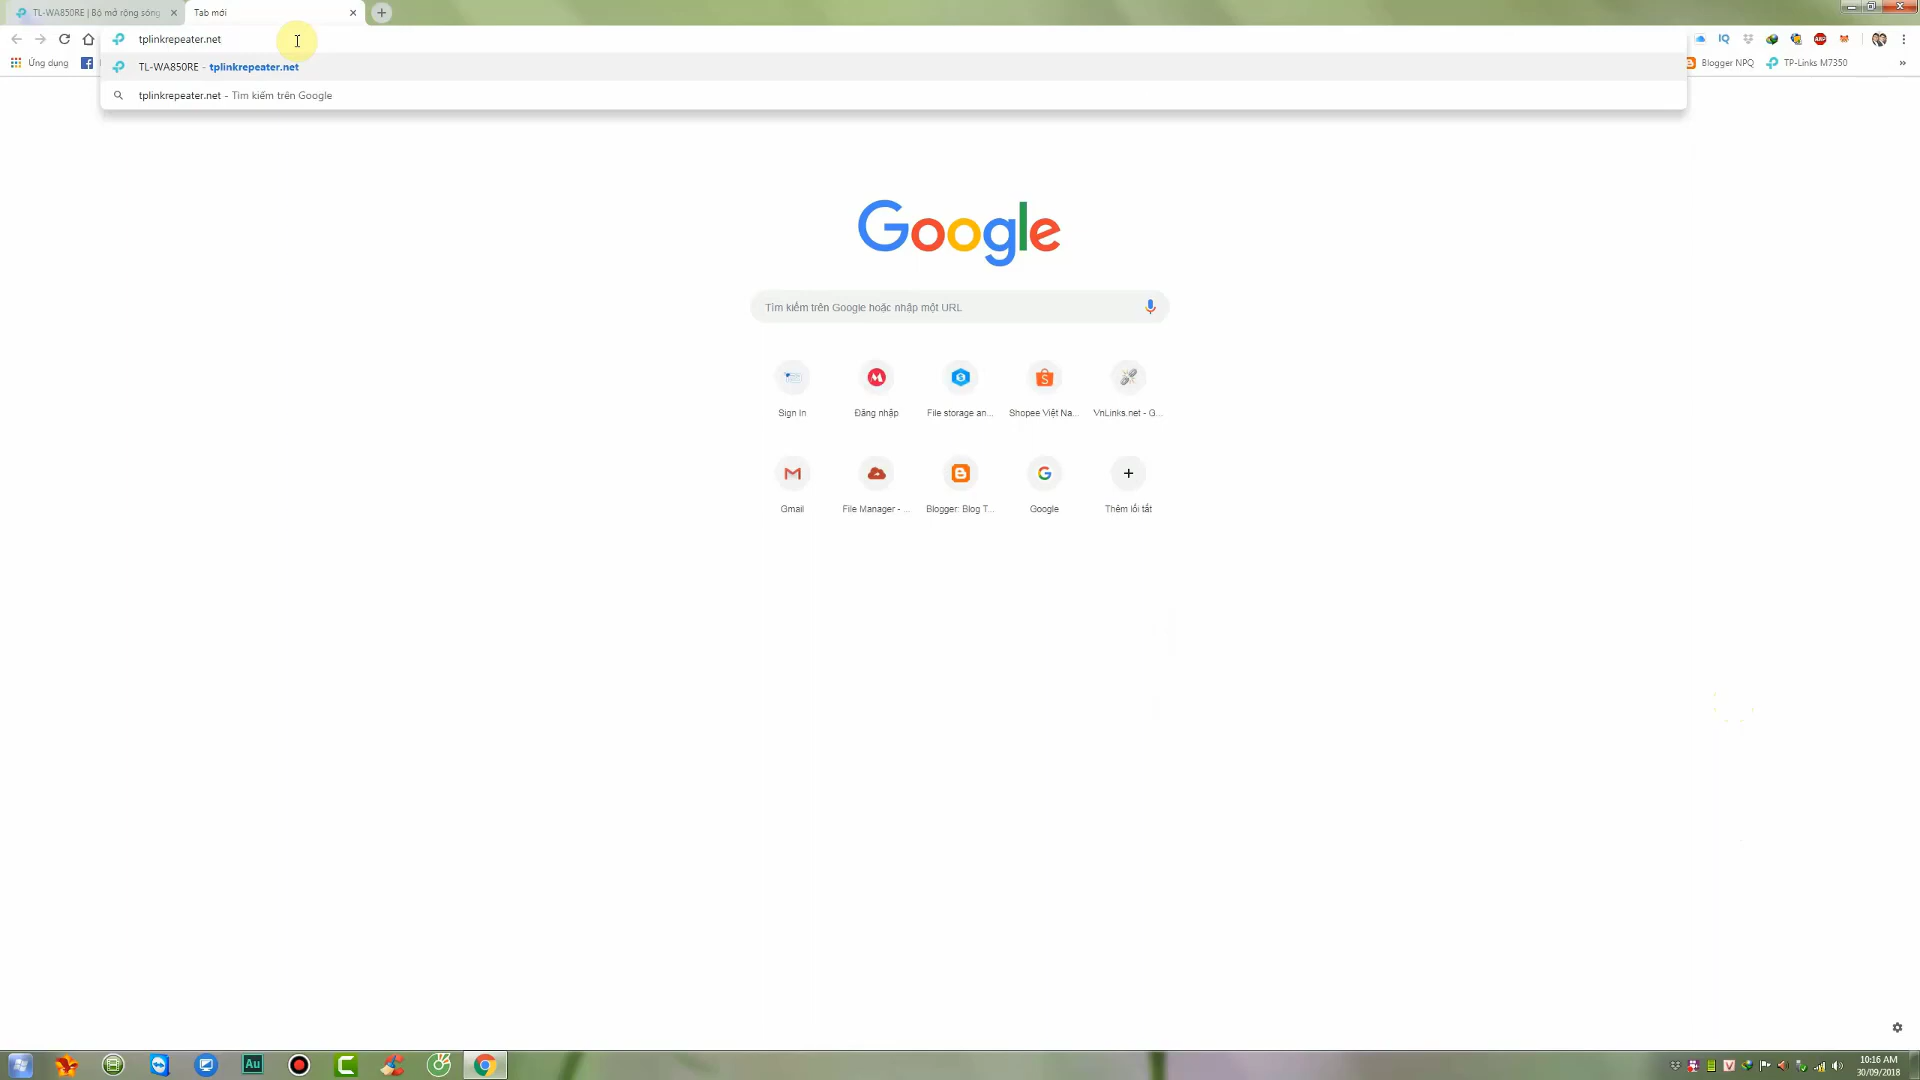 TL-WA850RE | Bộ mở rộng sóng
Tab mới
tplinkrepeater.net
TL-WA850RE - tplinkrepeater.net
tplinkrepeater.net - Tìm kiếm trên Google
Ứng dụng
Blogger NPQ
TP-Links M7350
»
IQ
ABP
Google
Tìm kiếm trên Google hoặc nhập một URL
Sign In
Đăng nhập
File storage an...
Shopee Việt Na...
VnLinks.net - G...
Gmail
File Manager - ...
Blogger: Blog T...
Google
Thêm lối tắt
Au
V
10:16 AM
30/09/2018